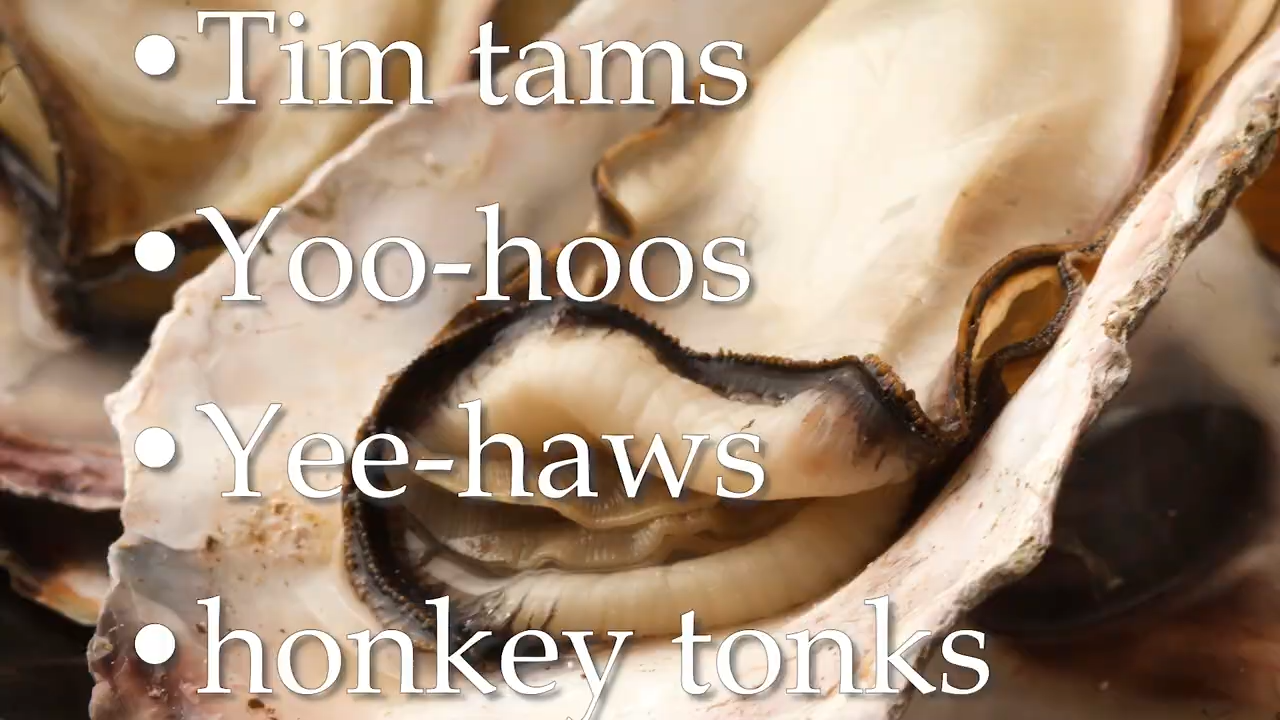 • Tim tams
• Yoo-hoos
• Yee-haws
• honkey tonks